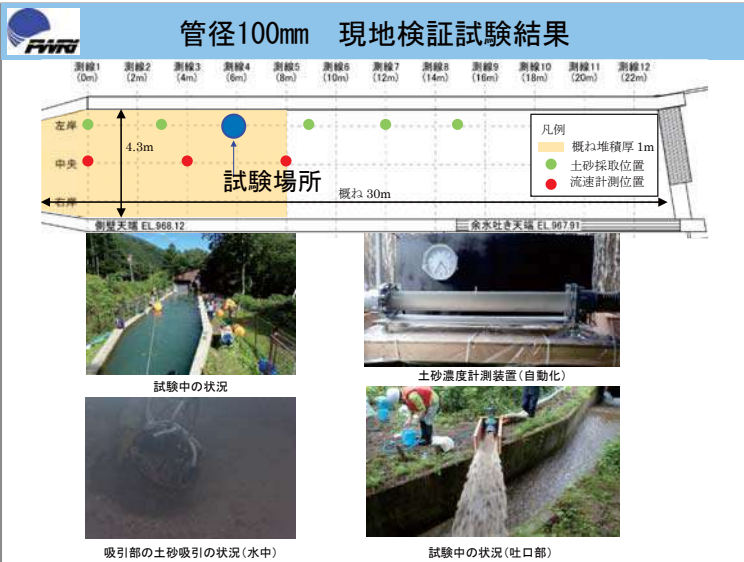 PWRI
管径100mm　現地検証試験結果
測線1 測線2 測線3 測線4 測線5 測線6 測線7 測線8 測線9 測線10 測線11 測線12
(0m) (2m) (4m) (6m) (8m) (10m) (12m) (14m) (16m) (18m) (20m) (22m)
左岸
4.3m
中央
右岸
試験場所
概ね 30m
凡例
概ね堆積厚 1m
土砂採取位置
流速計測位置
側壁天端 EL.968.12
余水吐き天端 EL.967.91
試験中の状況
土砂濃度計測装置(自動化)
吸引部の土砂吸引の状況(水中)
試験中の状況(吐口部)